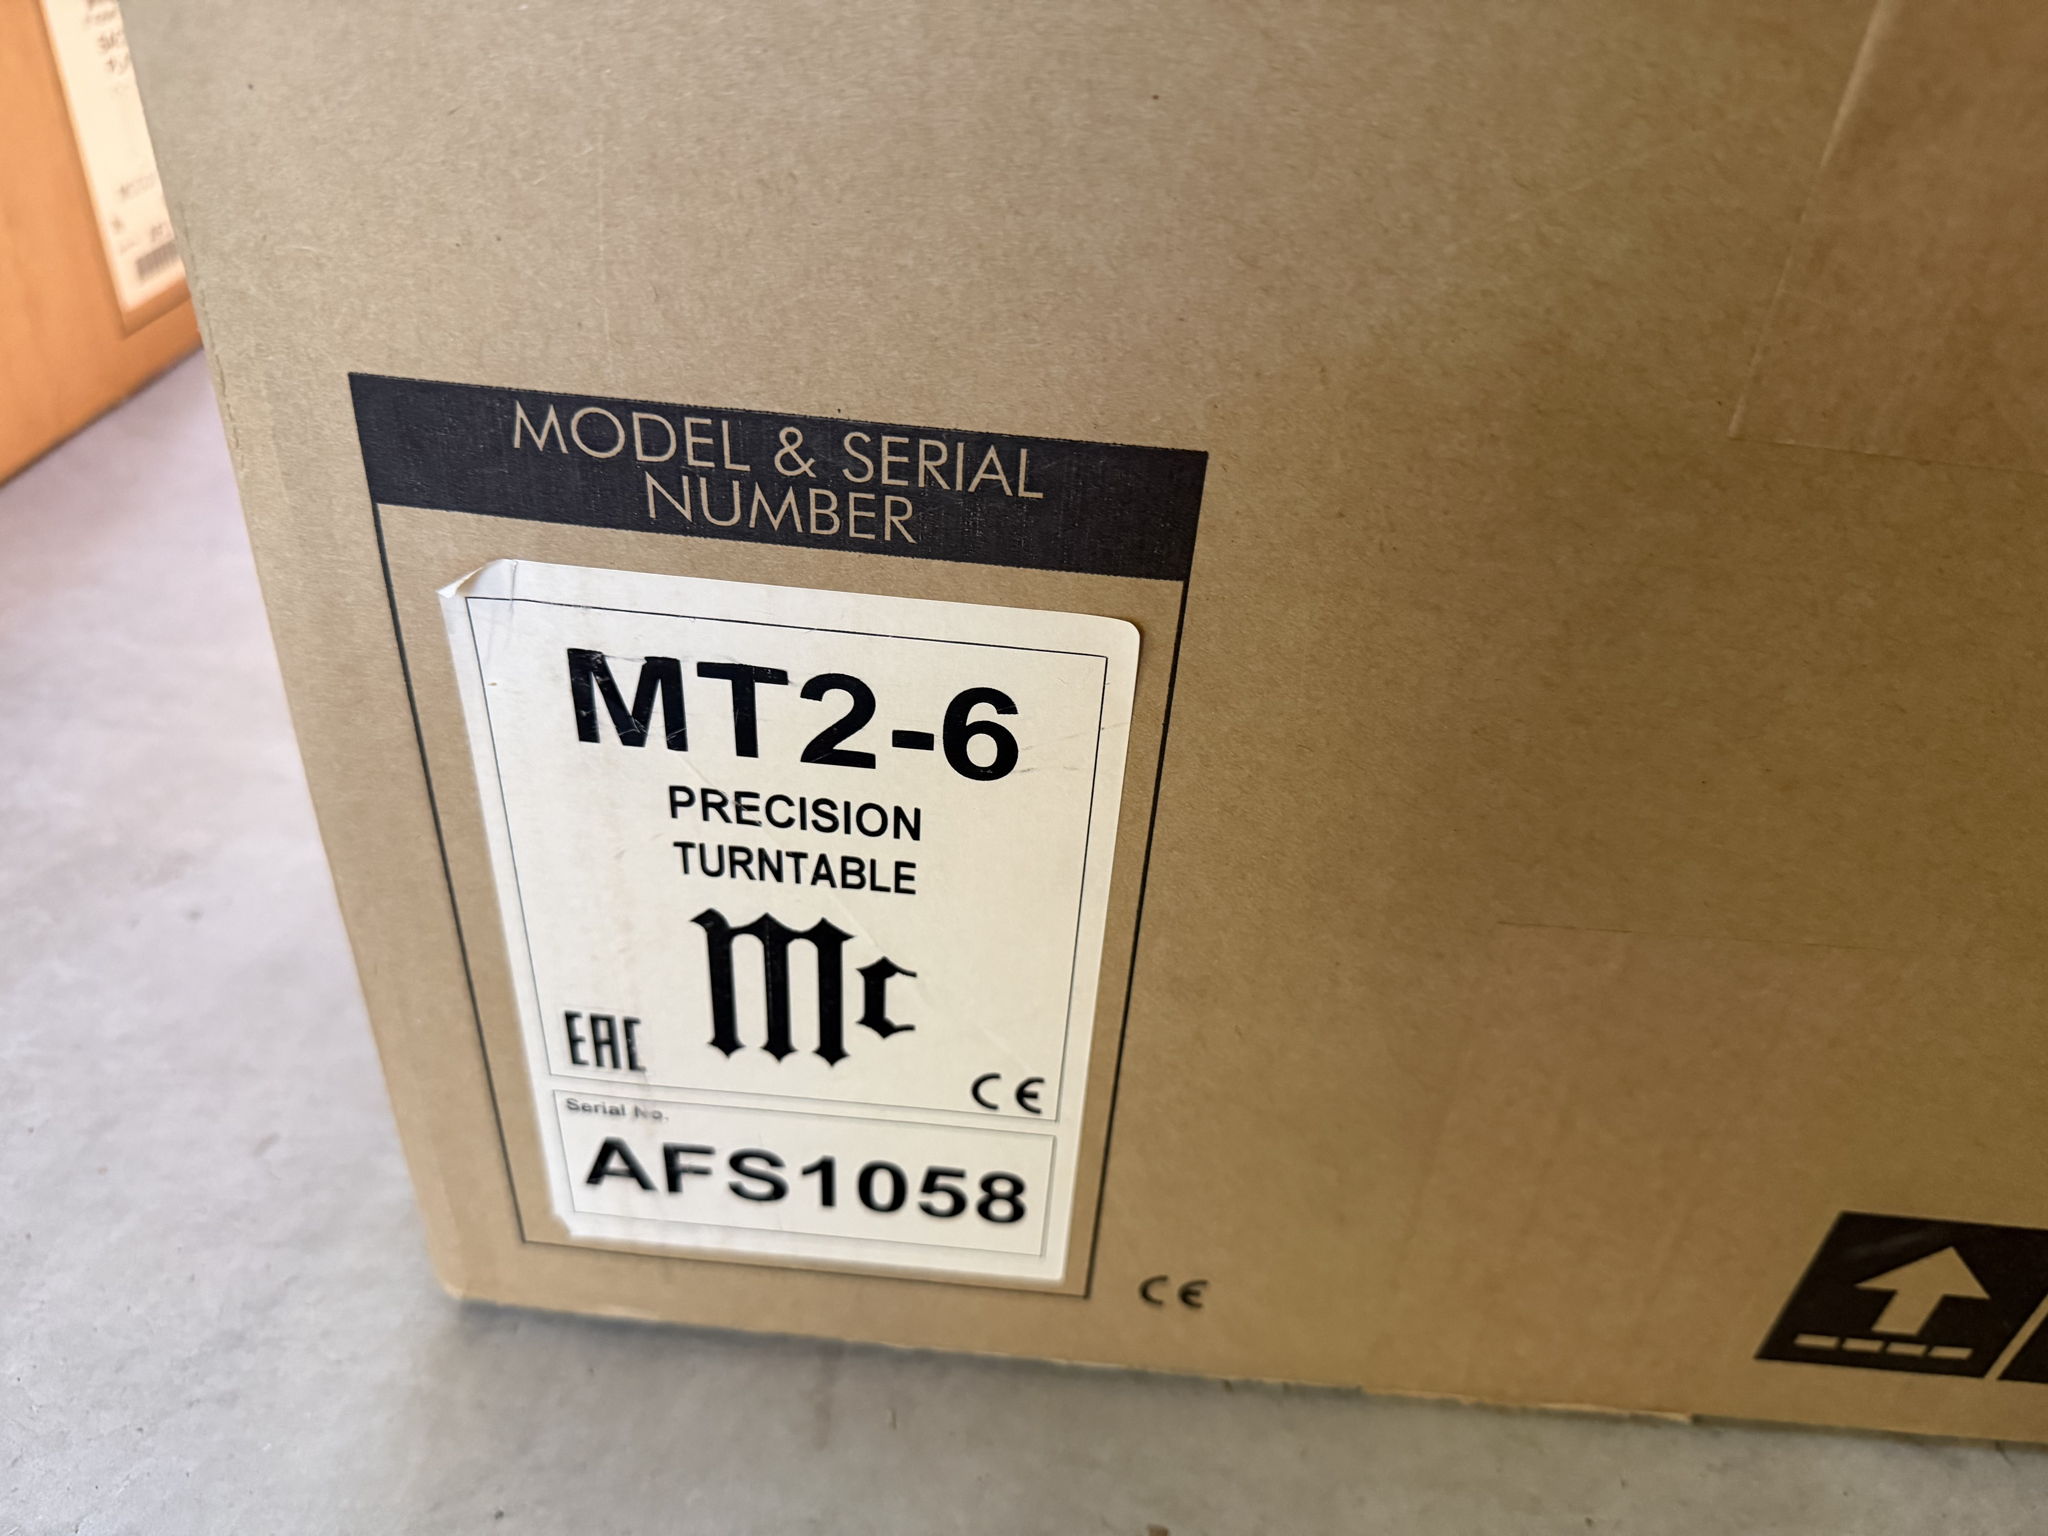 MODEL & SERIAL
NUMBER
MT2-6
PRECISION
TURNTABLE
Mc
EAC
CE
Serial No.
AFS1058
CE